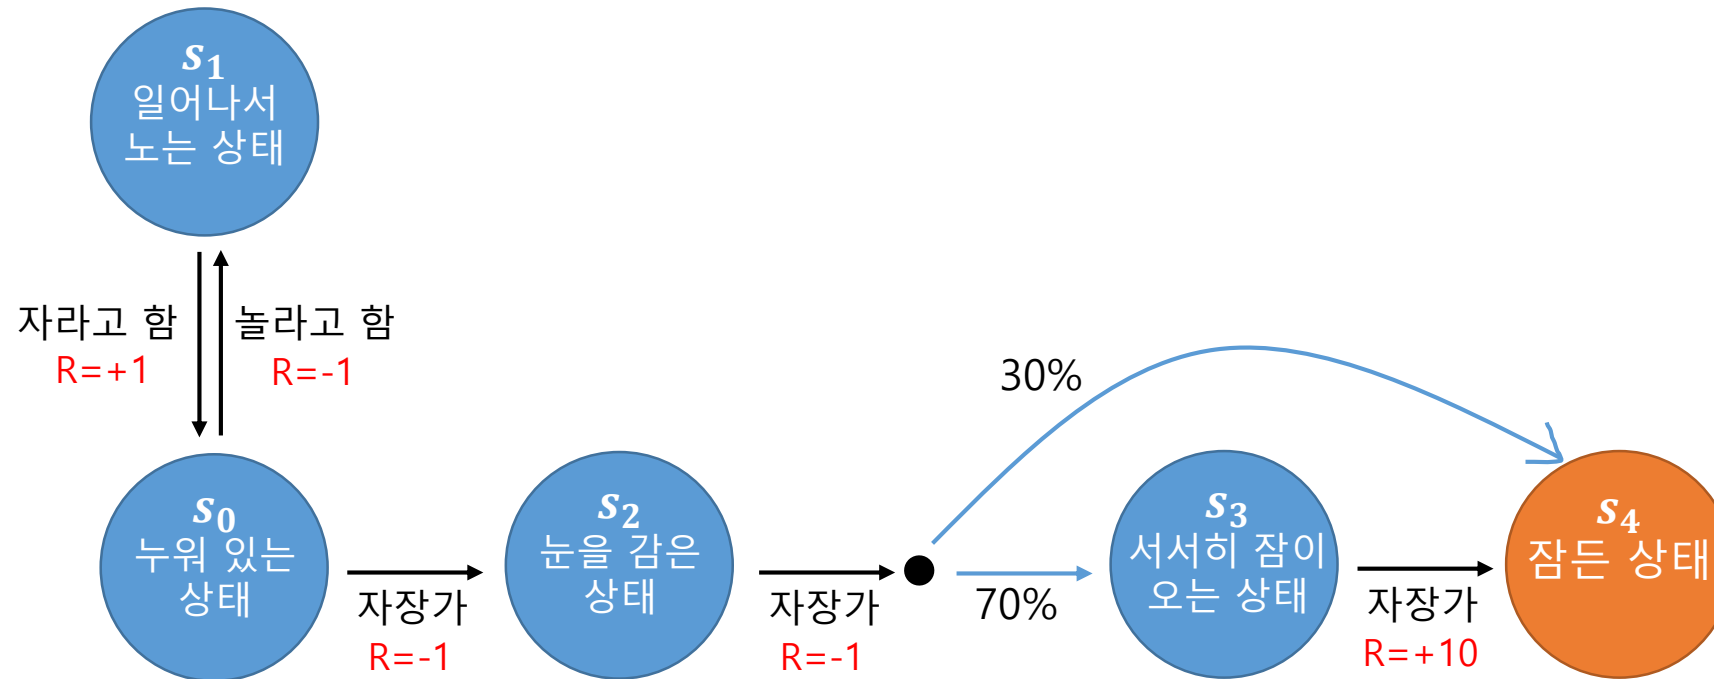 s₁
일어나서
노는 상태
자라고 함
R=+1
놀라고 함
R=-1
30%
s₀
누워 있는
상태
자장가
R=-1
s₂
눈을 감은
상태
자장가
R=-1
70%
s₃
서서히 잠이
오는 상태
자장가
R=+10
s₄
잠든 상태